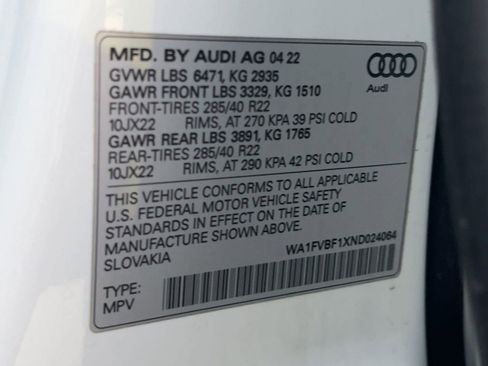 MFD. BY AUDI AG 04 22
GVWR LBS 6471, KG 2935
GAWR FRONT LBS 3329, KG 1510
FRONT-TIRES 285/40 R22
10JX22 RIMS, AT 270 KPA 39 PSI COLD
GAWR REAR LBS 3891, KG 1765
REAR-TIRES 285/40 R22
10JX22 RIMS, AT 290 KPA 42 PSI COLD
Audi
THIS VEHICLE CONFORMS TO ALL APPLICABLE
U.S. FEDERAL MOTOR VEHICLE SAFETY
STANDARDS IN EFFECT ON THE DATE OF
MANUFACTURE SHOWN ABOVE.
SLOVAKIA
WA1FVBF1XND024064
TYPE:
MPV